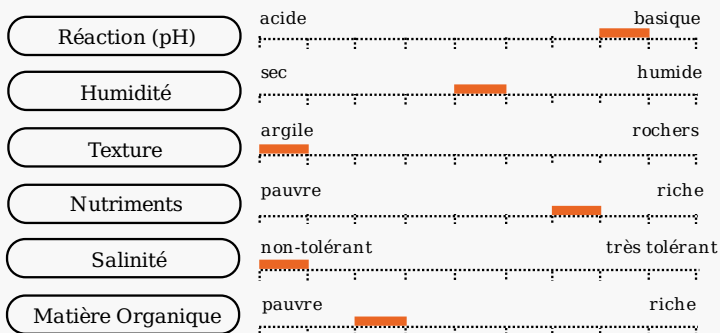 acide basique
Réaction (pH)
sec humide
Humidité
argile rochers
Texture
pauvre riche
Nutriments
non-tolérant très tolérant
Salinité
pauvre riche
Matière Organique